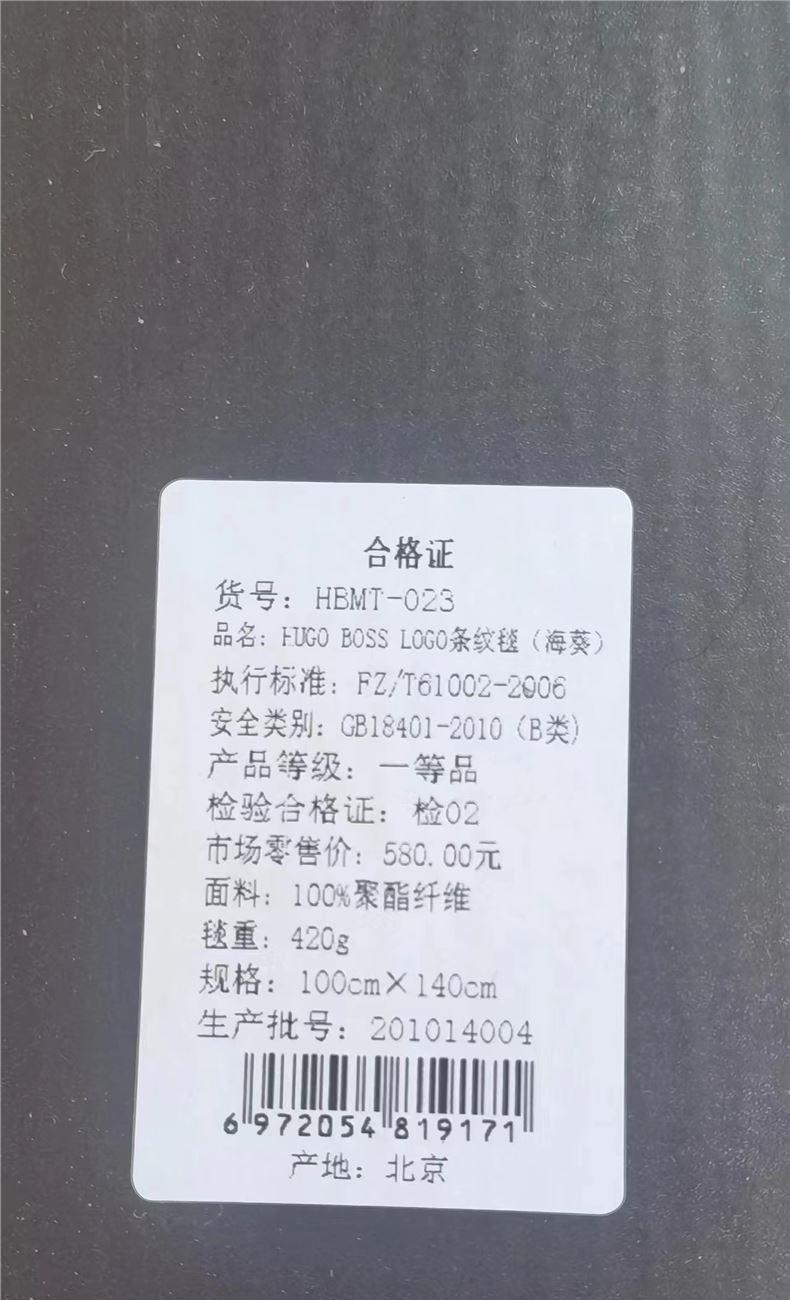 合格证
货号：HBMT-023
品名：HUGO BOSS LOGO条纹毯（海葵）
执行标准：FZ/T61002-2006
安全类别：GB18401-2010（B类）
产品等级：一等品
检验合格证：检02
市场零售价：580.00元
面料：100%聚酯纤维
毯重：420g
规格：100cm×140cm
生产批号：201014004
6972054819171
产地：北京